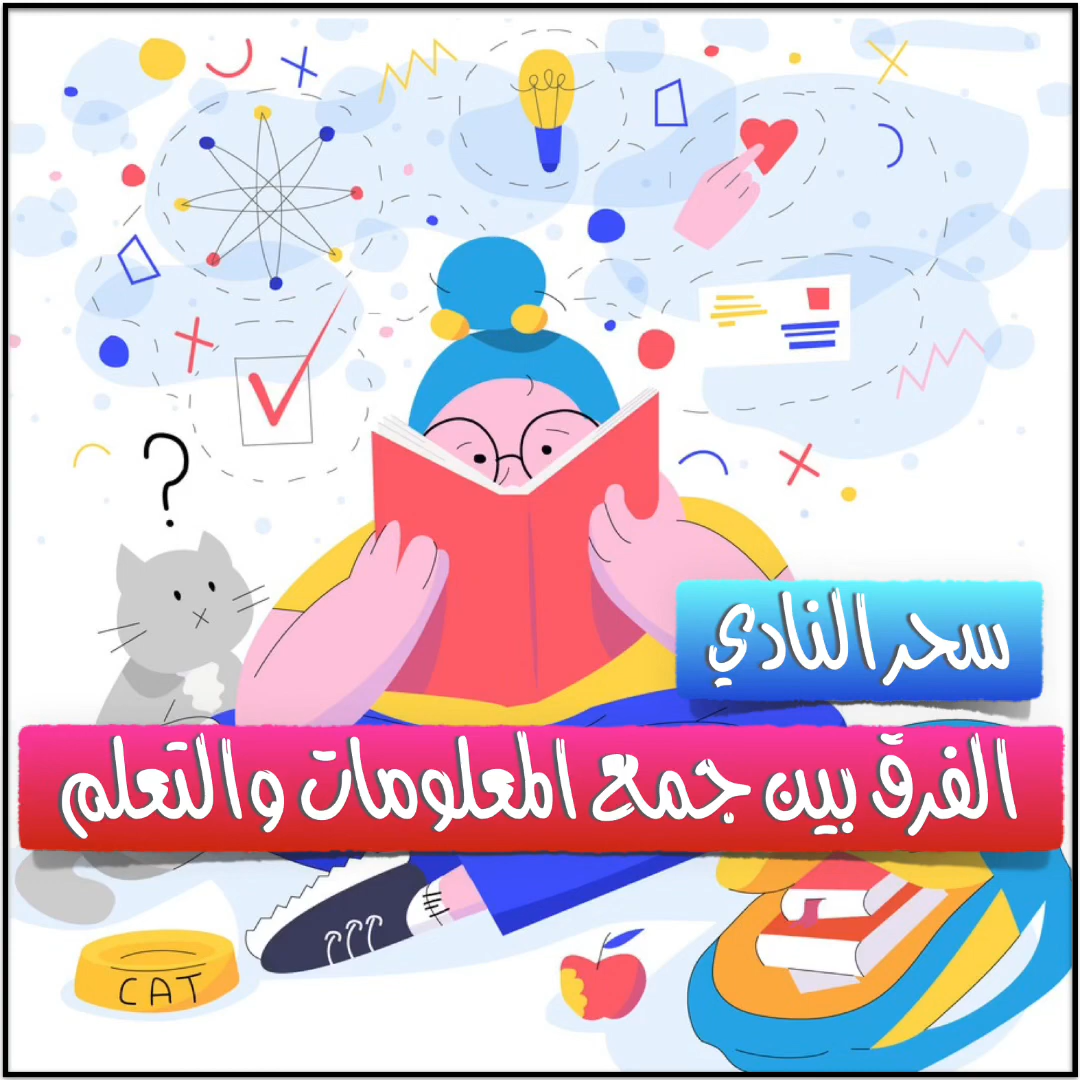 سحر النادي
الفرق بين جمع المعلومات والتعلم
CAT